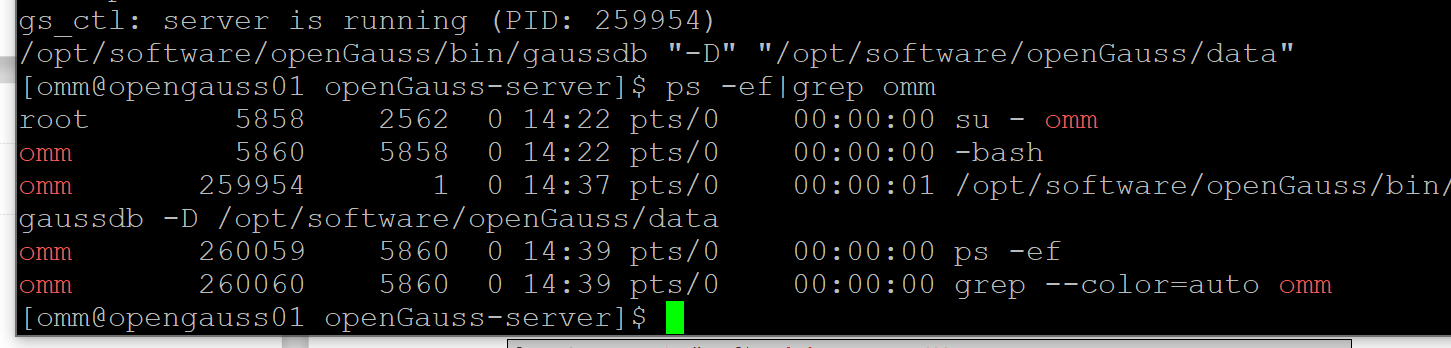 gs_ctl: server is running (PID: 259954)
/opt/software/openGauss/bin/gaussdb "-D" "/opt/software/openGauss/data"
[omm@opengauss01 openGauss-server]$ ps -ef|grep omm
root        5858    2562  0 14:22 pts/0    00:00:00 su - omm
omm         5860    5858  0 14:22 pts/0    00:00:00 -bash
omm       259954       1  0 14:37 pts/0    00:00:01 /opt/software/openGauss/bin/
gaussdb -D /opt/software/openGauss/data
omm       260059    5860  0 14:39 pts/0    00:00:00 ps -ef
omm       260060    5860  0 14:39 pts/0    00:00:00 grep --color=auto omm
[omm@opengauss01 openGauss-server]$